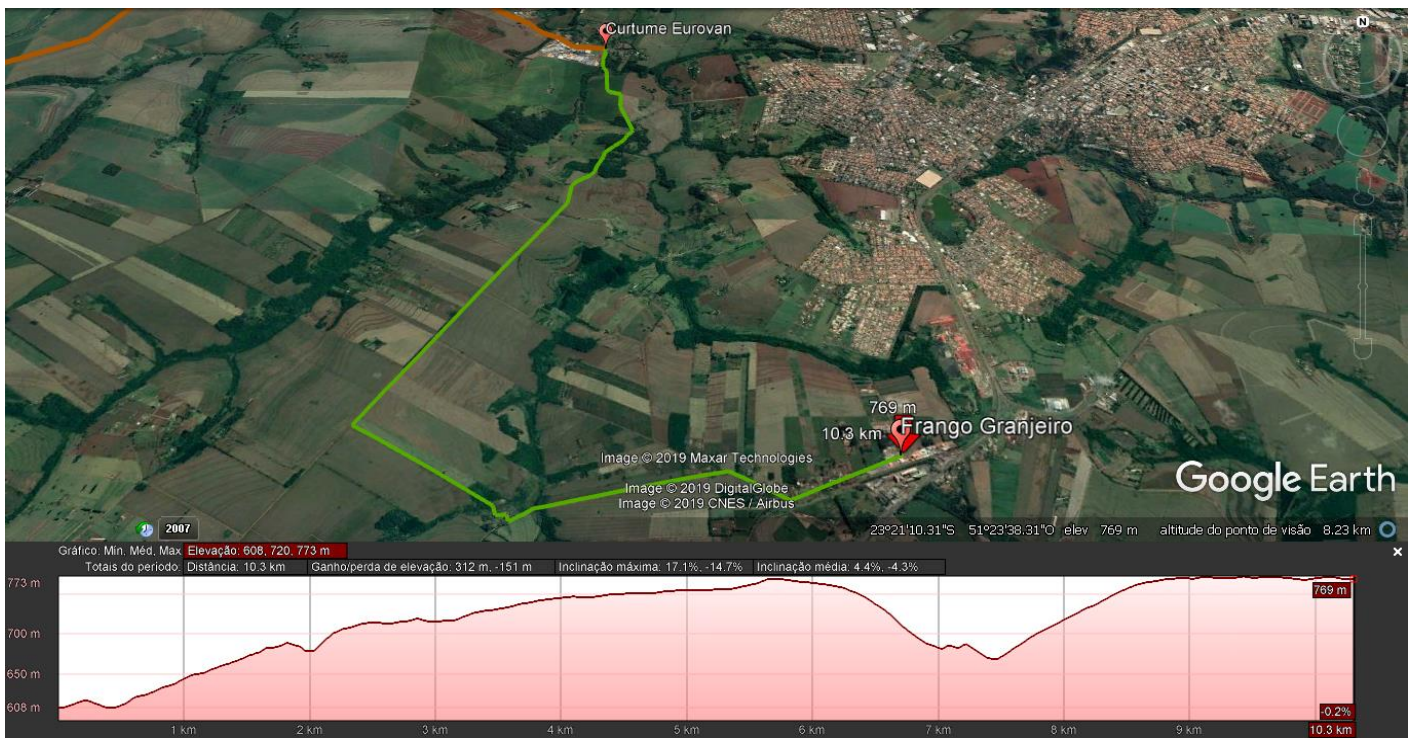 Curtume Eurovan
N
769 m
10.3 km
Frango Granjeiro
Image © 2019 Maxar Technologies
Image © 2019 DigitalGlobe
Image © 2019 CNES / Airbus
Google Earth
2007
23°21'10.31"S 51°23'38.31"O elev 769 m altitude do ponto de visão 8.23 km
Gráfico: Mín, Méd, Máx Elevação: 608, 720, 773 m
Totais do período: Distância: 10.3 km Ganho/perda de elevação: 312 m, -151 m Inclinação máxima: 17.1%, -14.7% Inclinação média: 4.4%, -4.3%
773 m
769 m
700 m
650 m
608 m
-0.2%
1 km 2 km 3 km 4 km 5 km 6 km 7 km 8 km 9 km 10.3 km